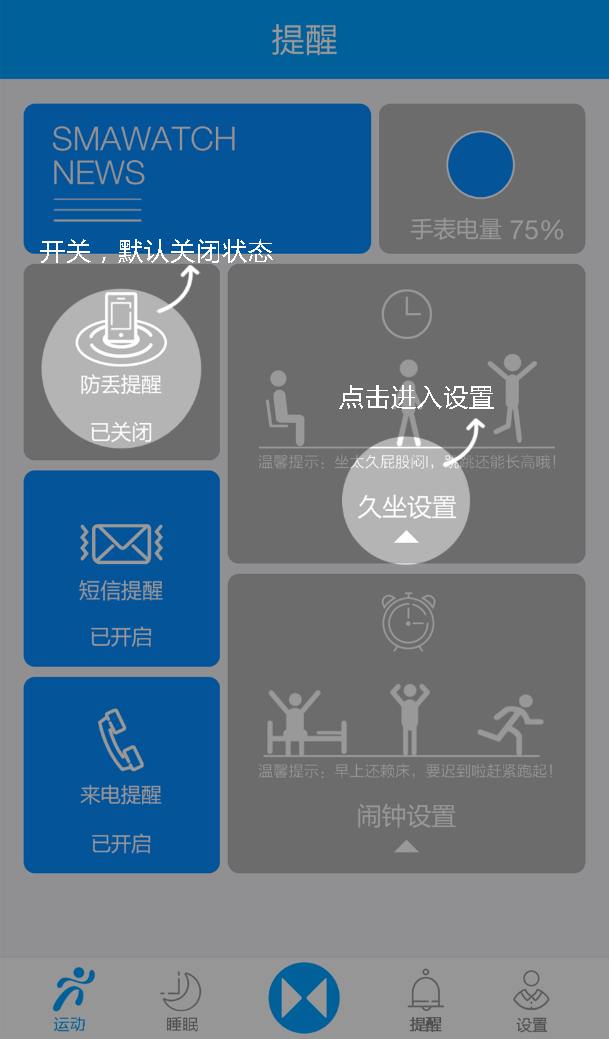 提醒
SMAWATCH
NEWS
手表电量 75%
开关，默认关闭状态
防丢提醒
已关闭
点击进入设置
温馨提示：坐太久屁股闷l，跳跳还能长高哦！
久坐设置
短信提醒
已开启
温馨提示：早上还赖床，要迟到啦赶紧跑起！
闹钟设置
来电提醒
已开启
运动
睡眠
提醒
设置